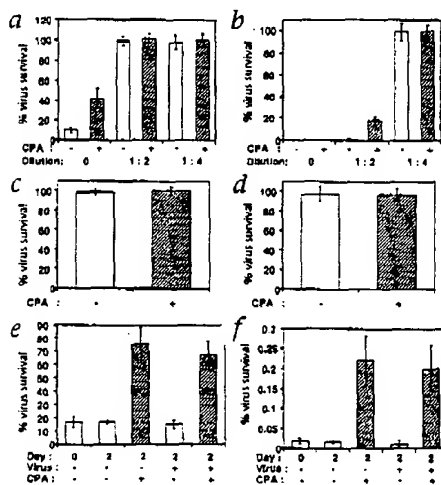 a
% virus survival
120
100
80
60
40
20
0
CPA : - + - + - +
Dilution: 0 1:2 1:4
b
% virus survival
100
80
60
40
20
0
CPA : - + - + - +
Dilution: 0 1:2 1:4
c
% virus survival
100
80
60
40
20
0
CPA : - +
d
% virus survival
100
80
60
40
20
0
CPA : - +
e
% virus survival
90
80
70
60
50
40
30
20
10
0
Day : 0 2 2 2 2
Virus : - - - + +
CPA : - - + - +
f
% virus survival
0.3
0.25
0.2
0.15
0.1
0.05
0
Day : 0 2 2 2 2
Virus : - - - + +
CPA : - - + - +